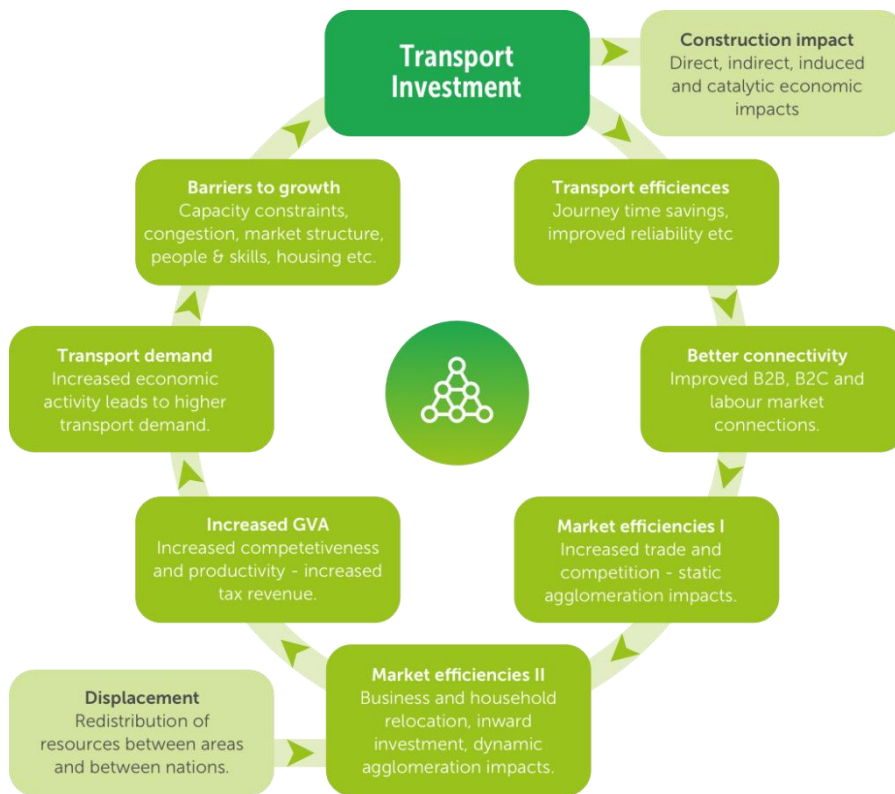 Transport
Investment
Construction impact
Direct, indirect, induced
and catalytic economic
impacts
Transport efficiences
Journey time savings,
improved reliability etc
Better connectivity
Improved B2B, B2C and
labour market
connections.
Market efficiencies I
Increased trade and
competition - static
agglomeration impacts.
Market efficiencies II
Business and household
relocation, inward
investment, dynamic
agglomeration impacts.
Displacement
Redistribution of
resources between areas
and between nations.
Increased GVA
Increased competetiveness
and productivity - increased
tax revenue.
Transport demand
Increased economic
activity leads to higher
transport demand.
Barriers to growth
Capacity constraints,
congestion, market structure,
people & skills, housing etc.